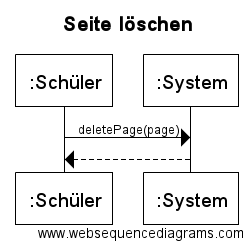 Seite löschen
:Schüler
:System
deletePage(page)
:Schüler
:System
www.websequencediagrams.com